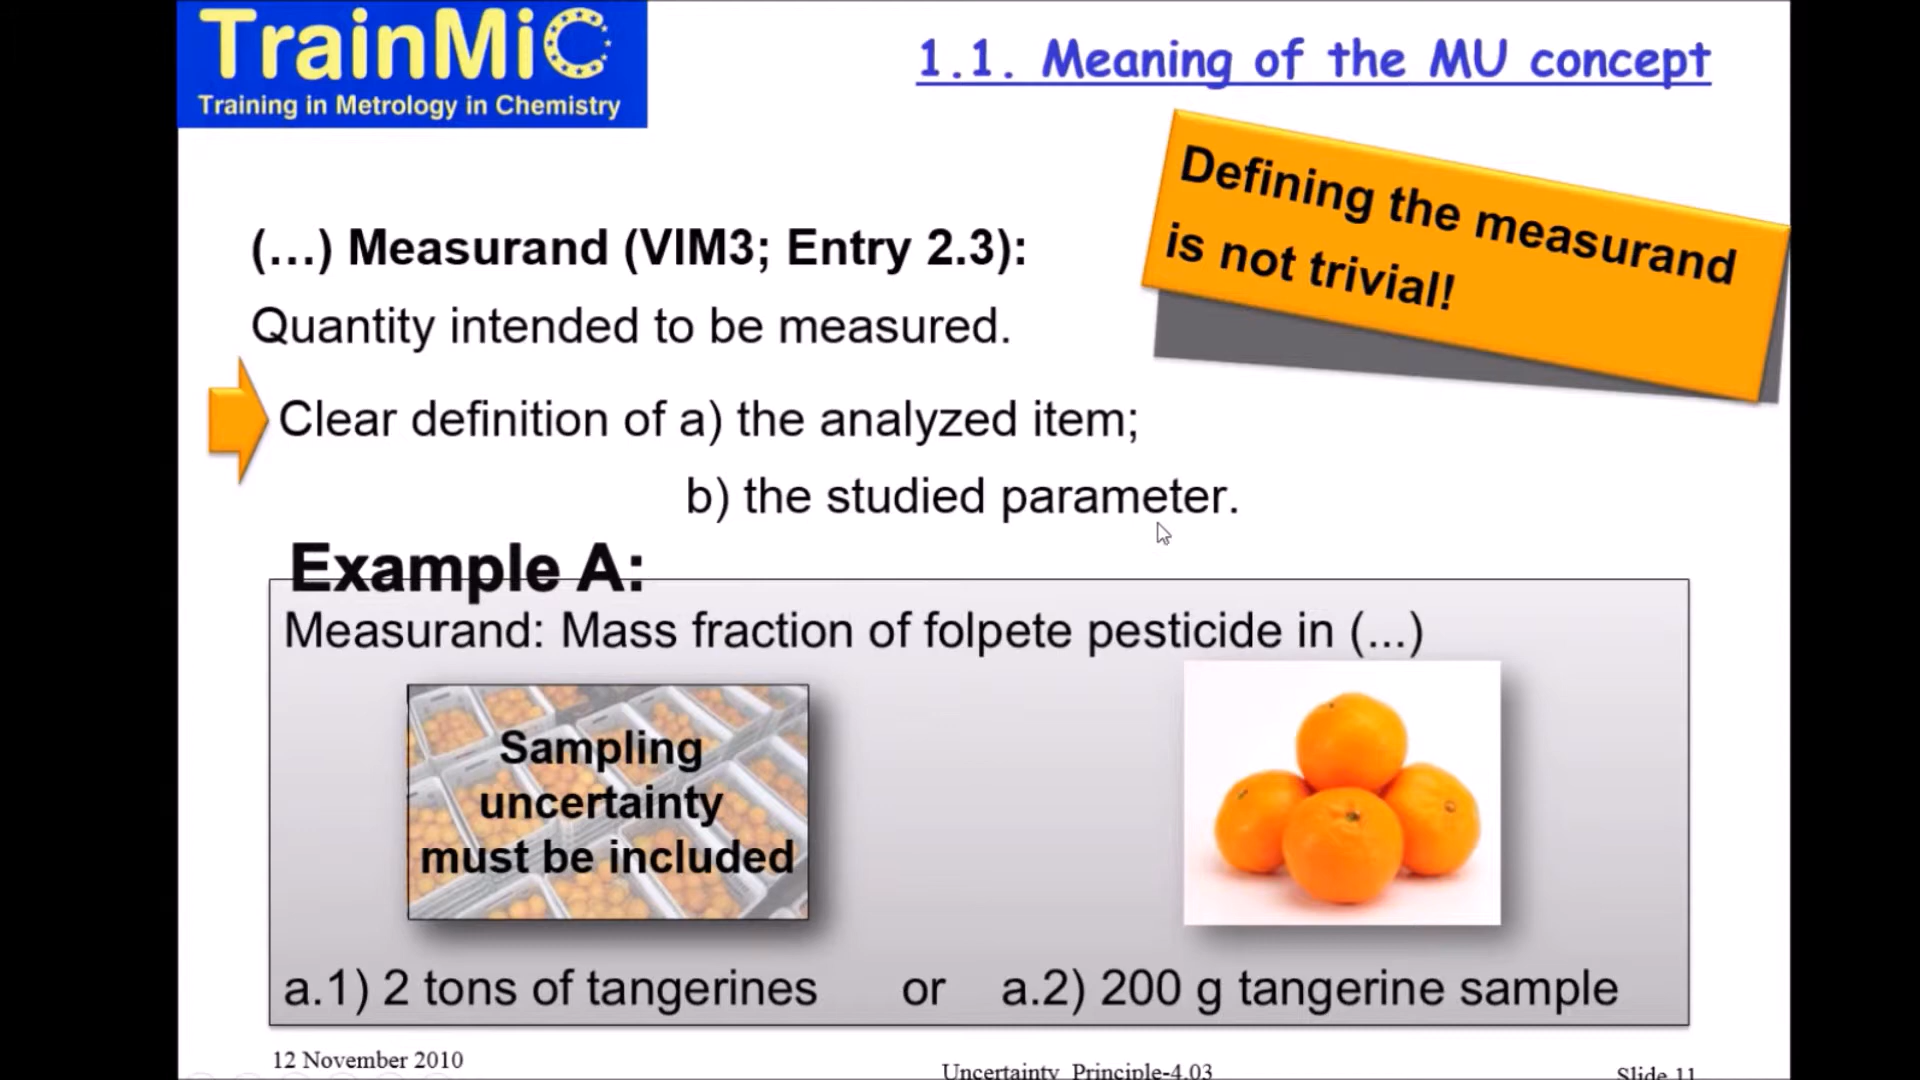 TrainMiC
Training in Metrology in Chemistry
1.1. Meaning of the MU concept
Defining the measurand
is not trivial!
(...) Measurand (VIM3; Entry 2.3):
Quantity intended to be measured.
Clear definition of a) the analyzed item;
b) the studied parameter.
Example A:
Measurand: Mass fraction of folpete pesticide in (...)
Sampling
uncertainty
must be included
a.1) 2 tons of tangerines or a.2) 200 g tangerine sample
12 November 2010
Uncertainty_Principle-4.03
Slide 11